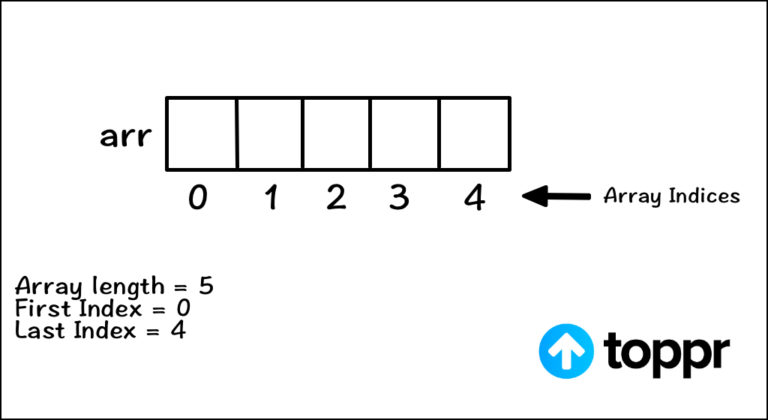 arr
0 1 2 3 4 Array Indices
Array length = 5
First Index = 0
Last Index = 4
toppr